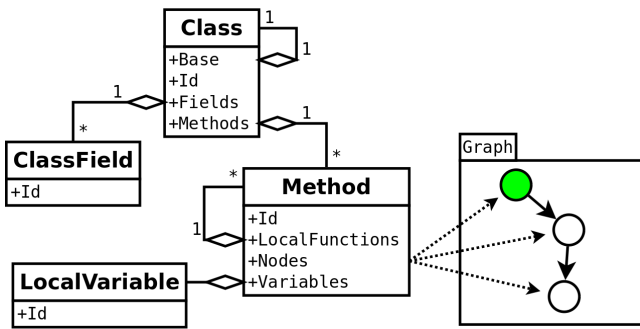 Class
+Base
+Id
+Fields
+Methods
1
1
1
*
1
*
ClassField
+Id
Method
+Id
+LocalFunctions
+Nodes
+Variables
*
1
LocalVariable
+Id
Graph